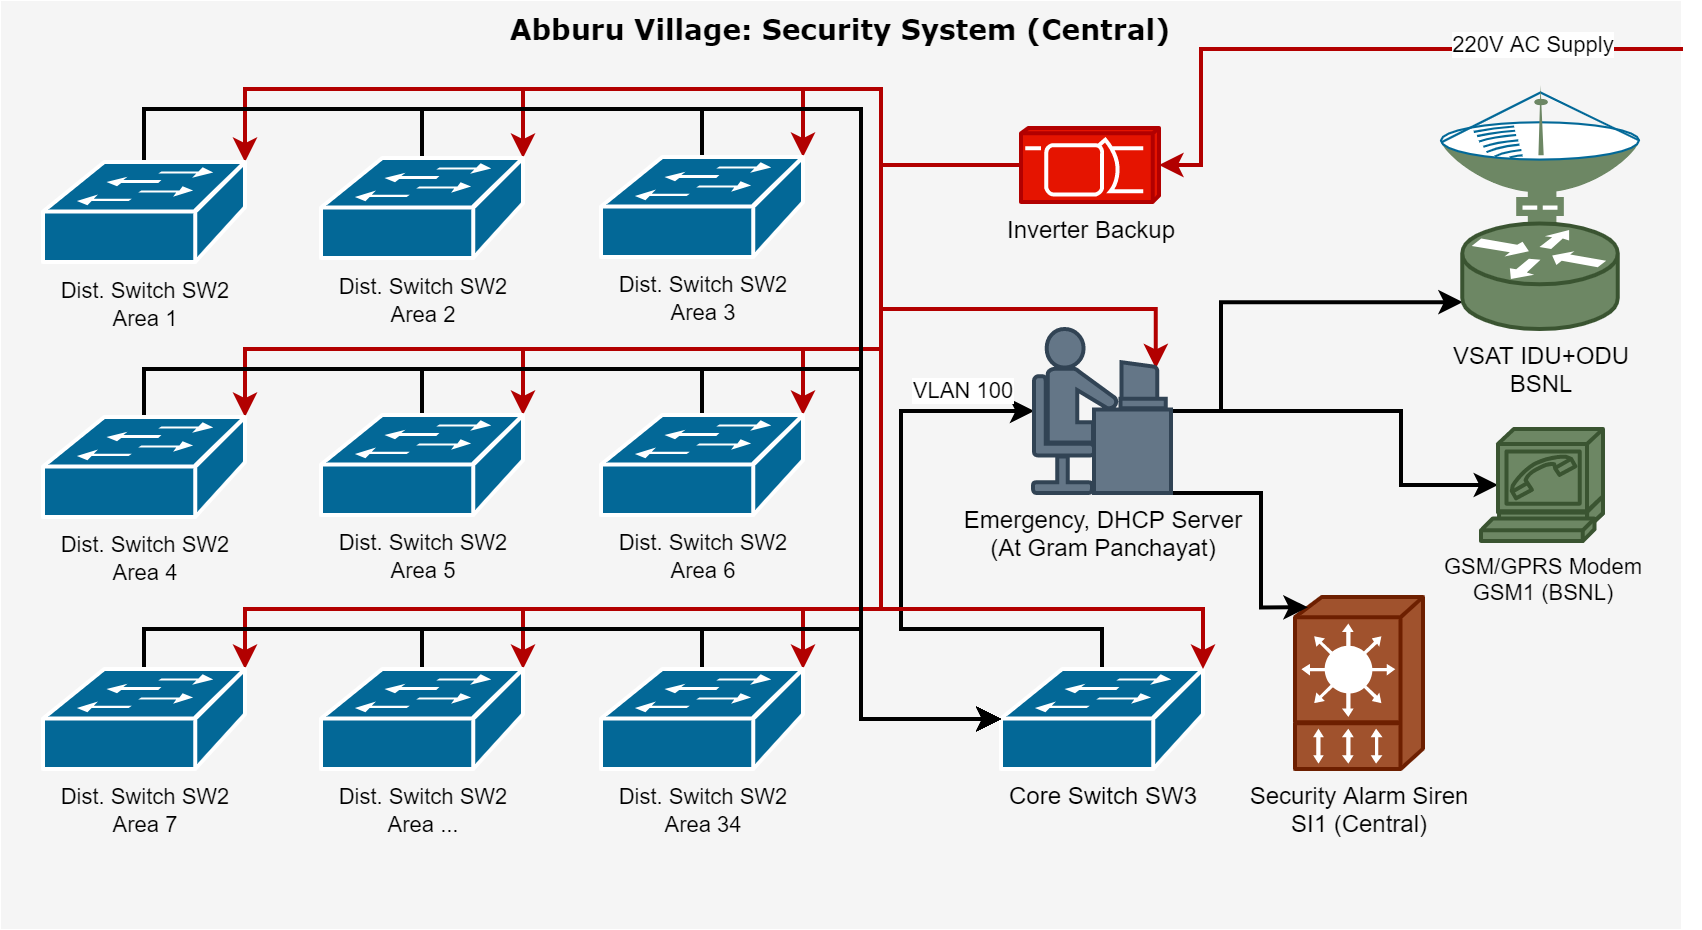 Abburu Village: Security System (Central)
220V AC Supply
Inverter Backup
Dist. Switch SW2
Area 1
Dist. Switch SW2
Area 2
Dist. Switch SW2
Area 3
VSAT IDU+ODU
BSNL
VLAN 100
Emergency, DHCP Server
(At Gram Panchayat)
Dist. Switch SW2
Area 4
Dist. Switch SW2
Area 5
Dist. Switch SW2
Area 6
GSM/GPRS Modem
GSM1 (BSNL)
Dist. Switch SW2
Area 7
Dist. Switch SW2
Area ...
Dist. Switch SW2
Area 34
Core Switch SW3
Security Alarm Siren
SI1 (Central)